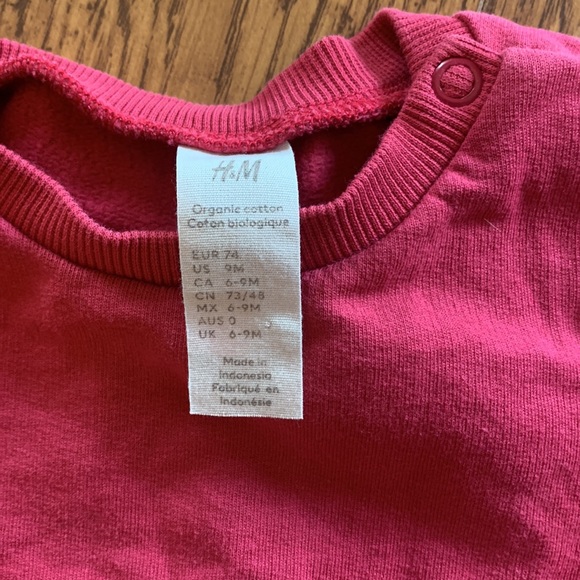 H&M
Organic cotton
Coton biologique
EUR 74
US 9M
CA 6-9M
CN 73/48
MX 6-9M
AUS 0
UK 6-9M
Made in
Indonesia
Fabriqué en
Indonésie